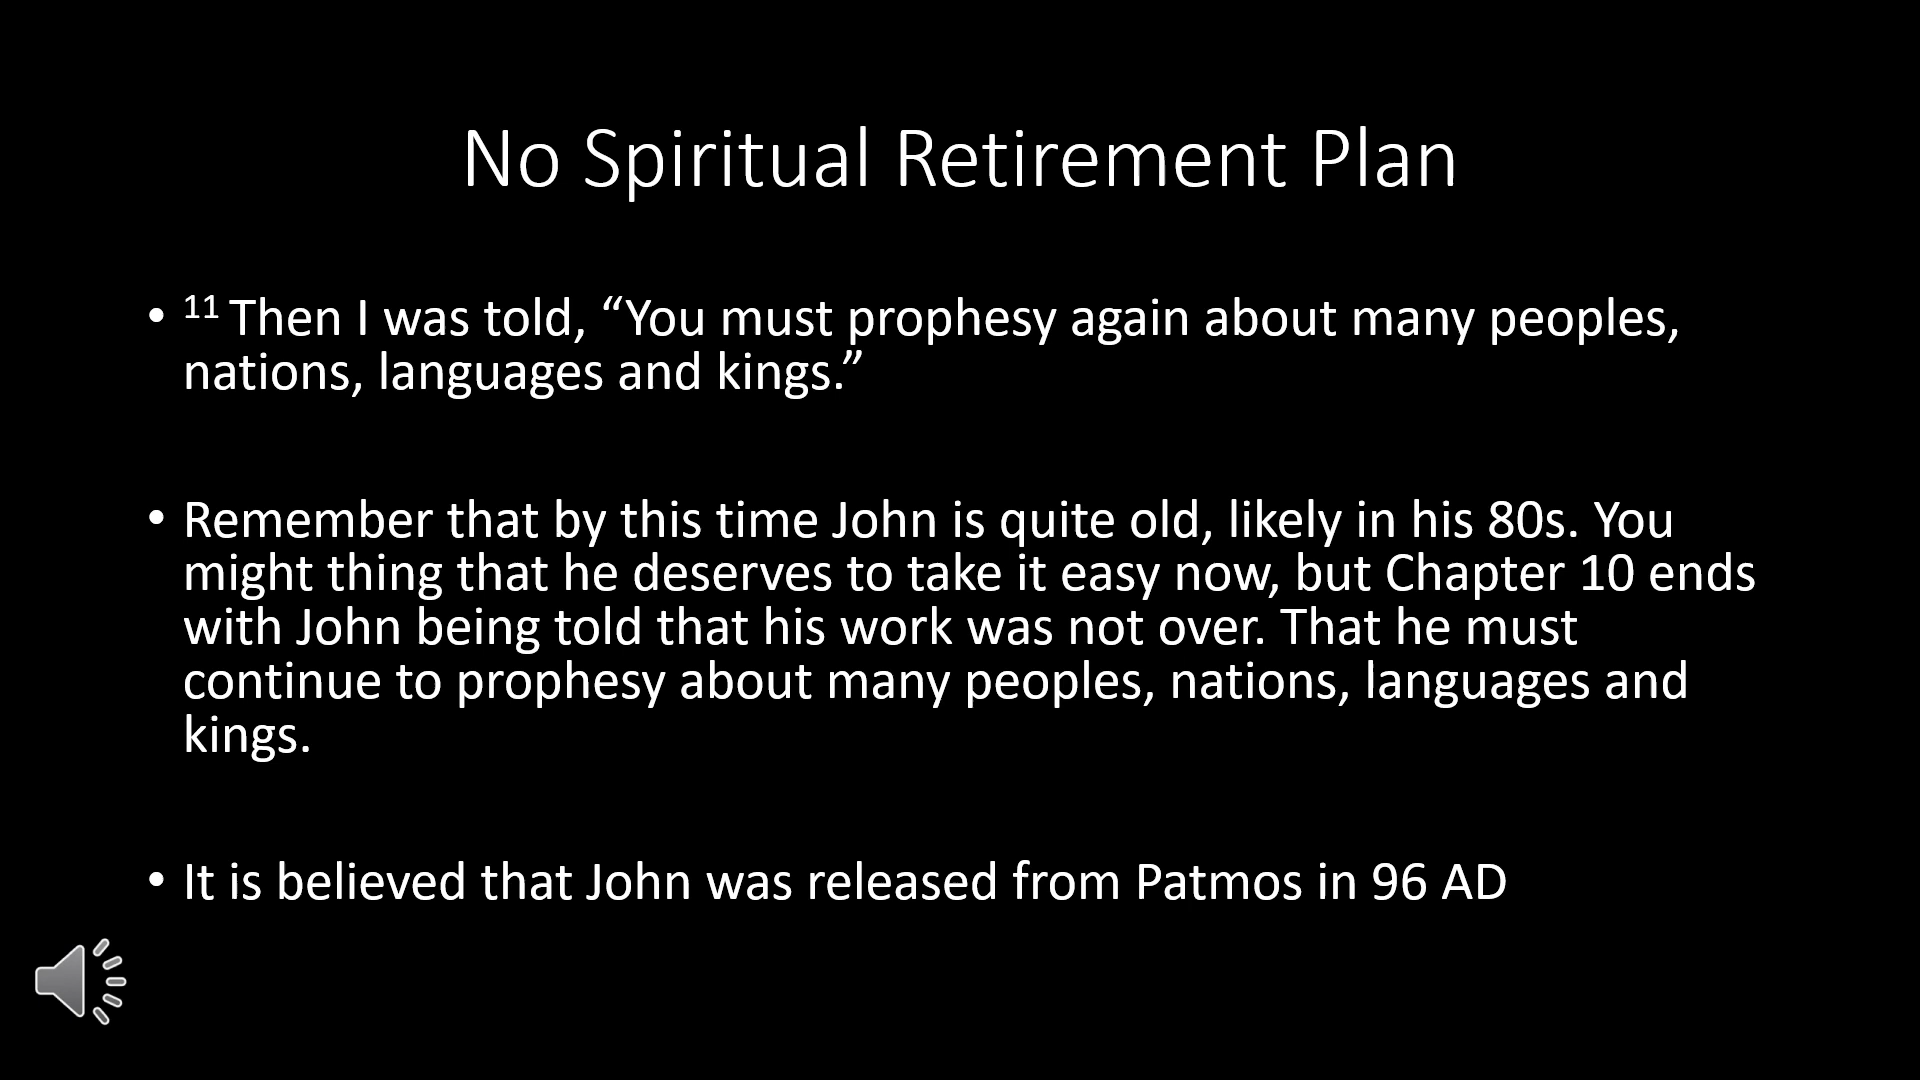 No Spiritual Retirement Plan
• 11 Then I was told, “You must prophesy again about many peoples,
nations, languages and kings.”
• Remember that by this time John is quite old, likely in his 80s. You
might thing that he deserves to take it easy now, but Chapter 10 ends
with John being told that his work was not over. That he must
continue to prophesy about many peoples, nations, languages and
kings.
• It is believed that John was released from Patmos in 96 AD